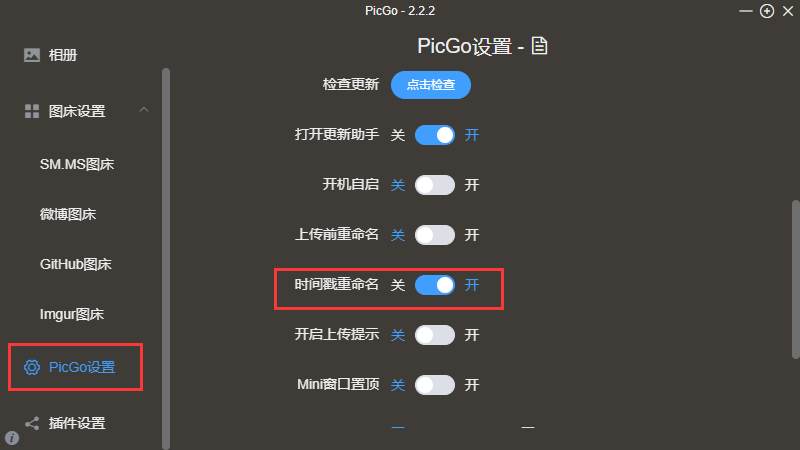 PicGo - 2.2.2
相册
图床设置
SM.MS图床
微博图床
GitHub图床
Imgur图床
PicGo设置
插件设置
PicGo设置 -
检查更新 点击检查
打开更新助手 关 开
开机自启 关 开
上传前重命名 关 开
时间戳重命名 关 开
开启上传提示 关 开
Mini窗口置顶 关 开